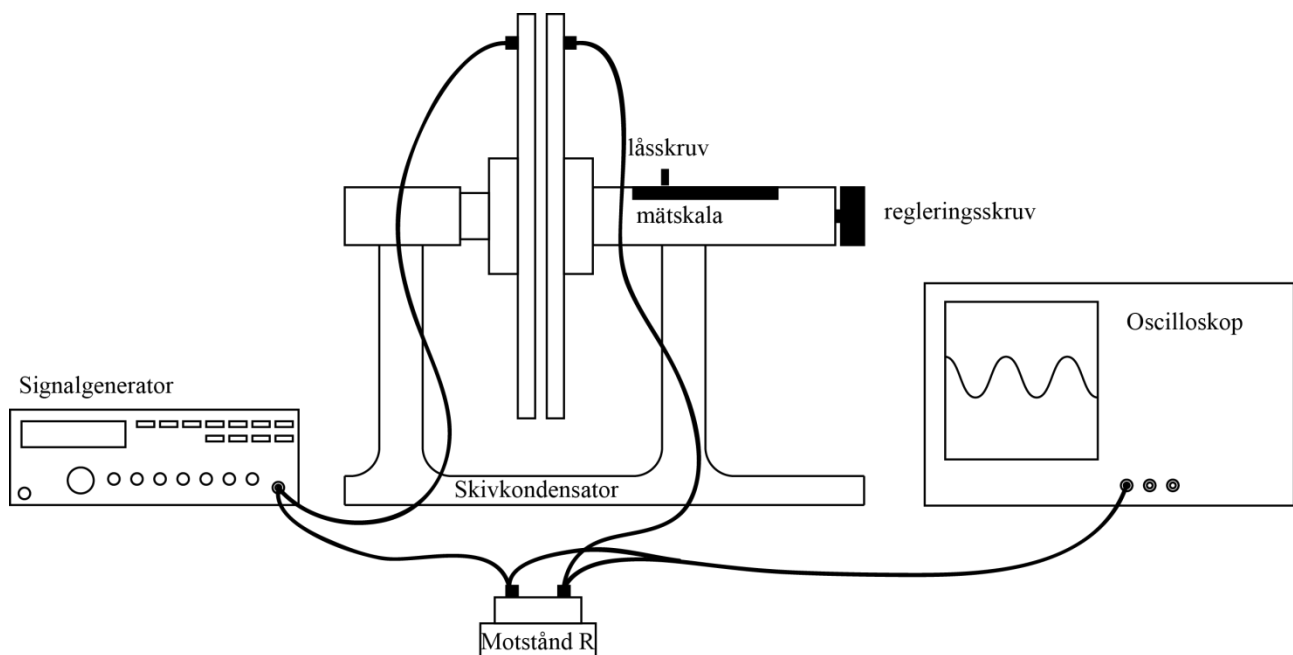 låsskruv
mätskala
regleringsskruv
Oscilloskop
Signalgenerator
Skivkondensator
Motstånd R